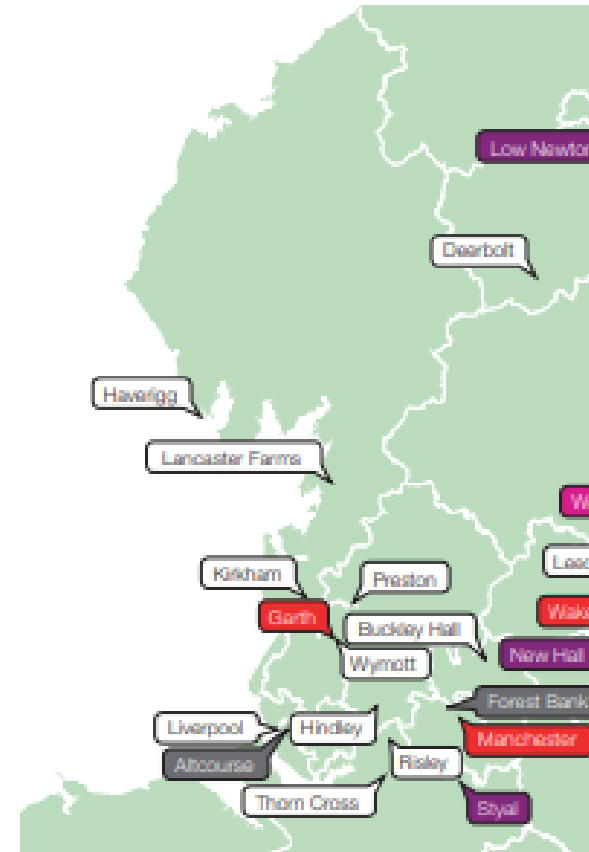 Low Newton
Deerbolt
Haverigg
Lancaster Farms
Kirkham
Preston
Garth
Buckley Hall
Wymott
New Hall
Forest Bank
Liverpool
Hindley
Manchester
Altcourse
Risley
Thorn Cross
Styal